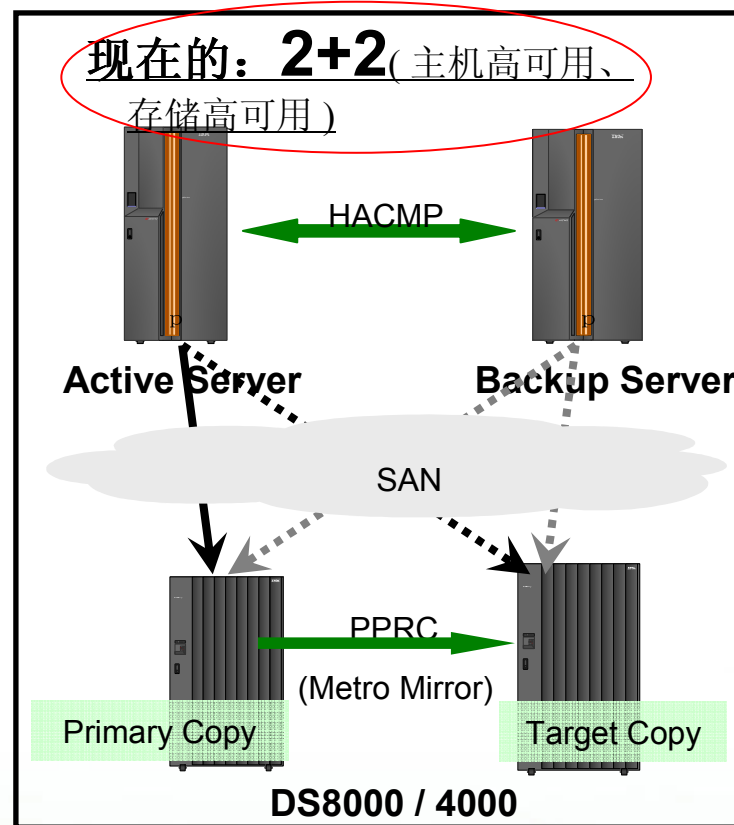 现在的：2+2( 主机高可用、
存储高可用 )
HACMP
p
p
Active Server
Backup Server
SAN
PPRC
(Metro Mirror)
Primary Copy
Target Copy
DS8000 / 4000